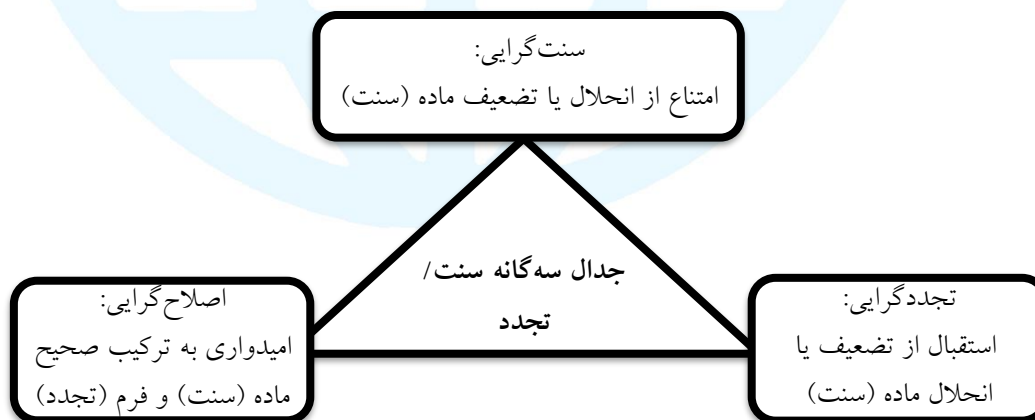 سنت‌گرایی:
امتناع از انحلال یا تضعیف ماده (سنت)
جدال سه‌گانه سنت/
تجدد
تجددگرایی:
استقبال از تضعیف یا
انحلال ماده (سنت)
اصلاح‌گرایی:
امیدواری به ترکیب صحیح
ماده (سنت) و فرم (تجدد)